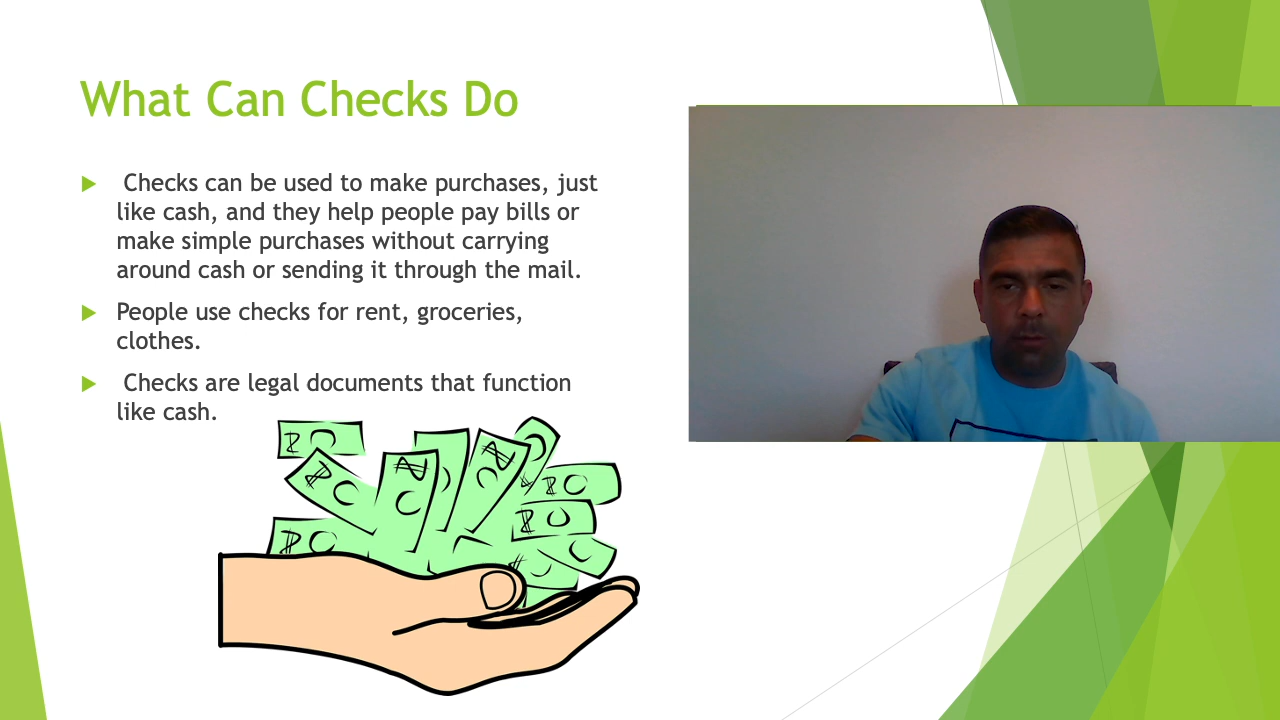 What Can Checks Do
Checks can be used to make purchases, just
like cash, and they help people pay bills or
make simple purchases without carrying
around cash or sending it through the mail.
People use checks for rent, groceries,
clothes.
Checks are legal documents that function
like cash.